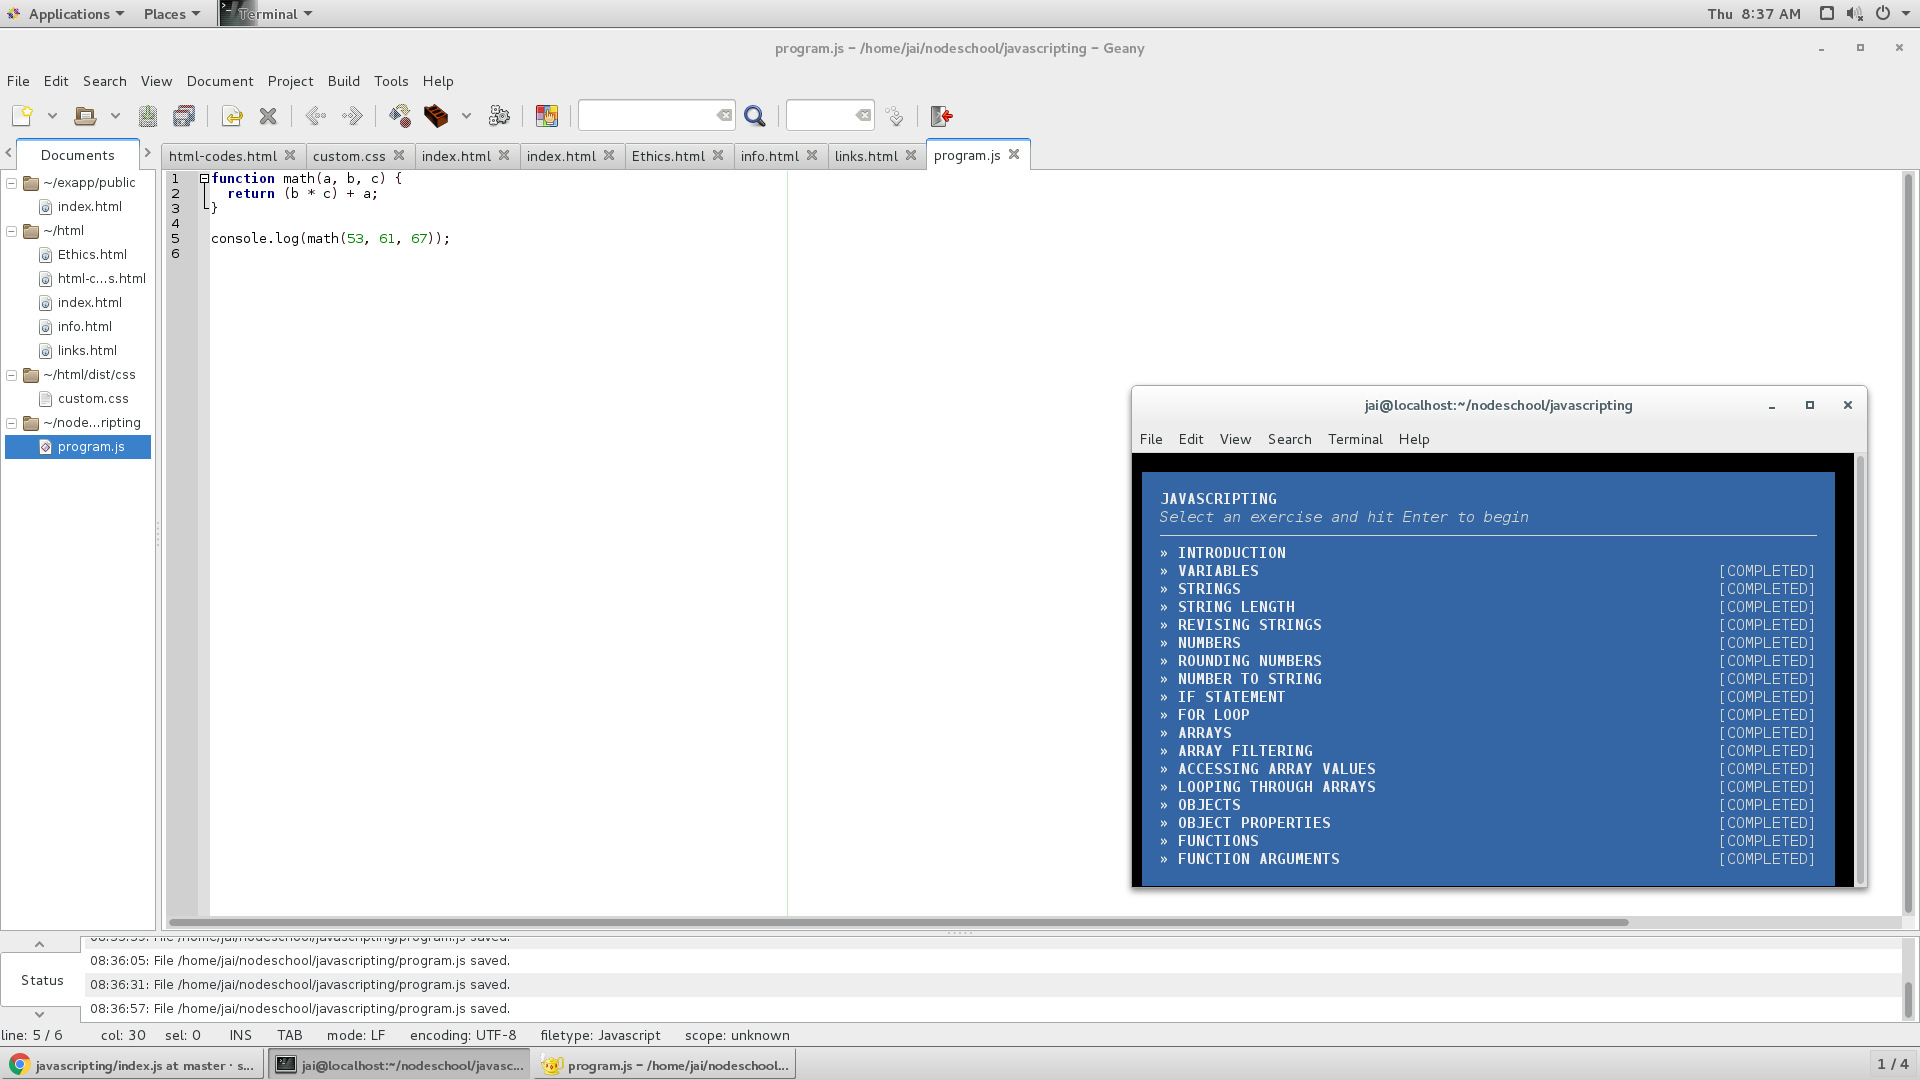 Applications Places Terminal Thu 8:37 AM
program.js – /home/jai/nodeschool/javascripting – Geany
File Edit Search View Document Project Build Tools Help
Documents html-codes.html custom.css index.html index.html Ethics.html info.html links.html program.js
~/exapp/public
index.html
~/html
Ethics.html
html-c...s.html
index.html
info.html
links.html
~/html/dist/css
custom.css
~/node...ripting
program.js
1 function math(a, b, c) {
2 return (b * c) + a;
3 }
4
5 console.log(math(53, 61, 67));
6
jai@localhost:~/nodeschool/javascripting
File Edit View Search Terminal Help
JAVASCRIPTING
Select an exercise and hit Enter to begin
» INTRODUCTION
» VARIABLES [COMPLETED]
» STRINGS [COMPLETED]
» STRING LENGTH [COMPLETED]
» REVISING STRINGS [COMPLETED]
» NUMBERS [COMPLETED]
» ROUNDING NUMBERS [COMPLETED]
» NUMBER TO STRING [COMPLETED]
» IF STATEMENT [COMPLETED]
» FOR LOOP [COMPLETED]
» ARRAYS [COMPLETED]
» ARRAY FILTERING [COMPLETED]
» ACCESSING ARRAY VALUES [COMPLETED]
» LOOPING THROUGH ARRAYS [COMPLETED]
» OBJECTS [COMPLETED]
» OBJECT PROPERTIES [COMPLETED]
» FUNCTIONS [COMPLETED]
» FUNCTION ARGUMENTS [COMPLETED]
Status
File /home/jai/nodeschool/javascripting/program.js saved.
08:36:05: File /home/jai/nodeschool/javascripting/program.js saved.
08:36:31: File /home/jai/nodeschool/javascripting/program.js saved.
08:36:57: File /home/jai/nodeschool/javascripting/program.js saved.
line: 5 / 6 col: 30 sel: 0 INS TAB mode: LF encoding: UTF-8 filetype: Javascript scope: unknown
javascripting/index.js at master · s... jai@localhost:~/nodeschool/javasc... program.js – /home/jai/nodeschool... 1 / 4